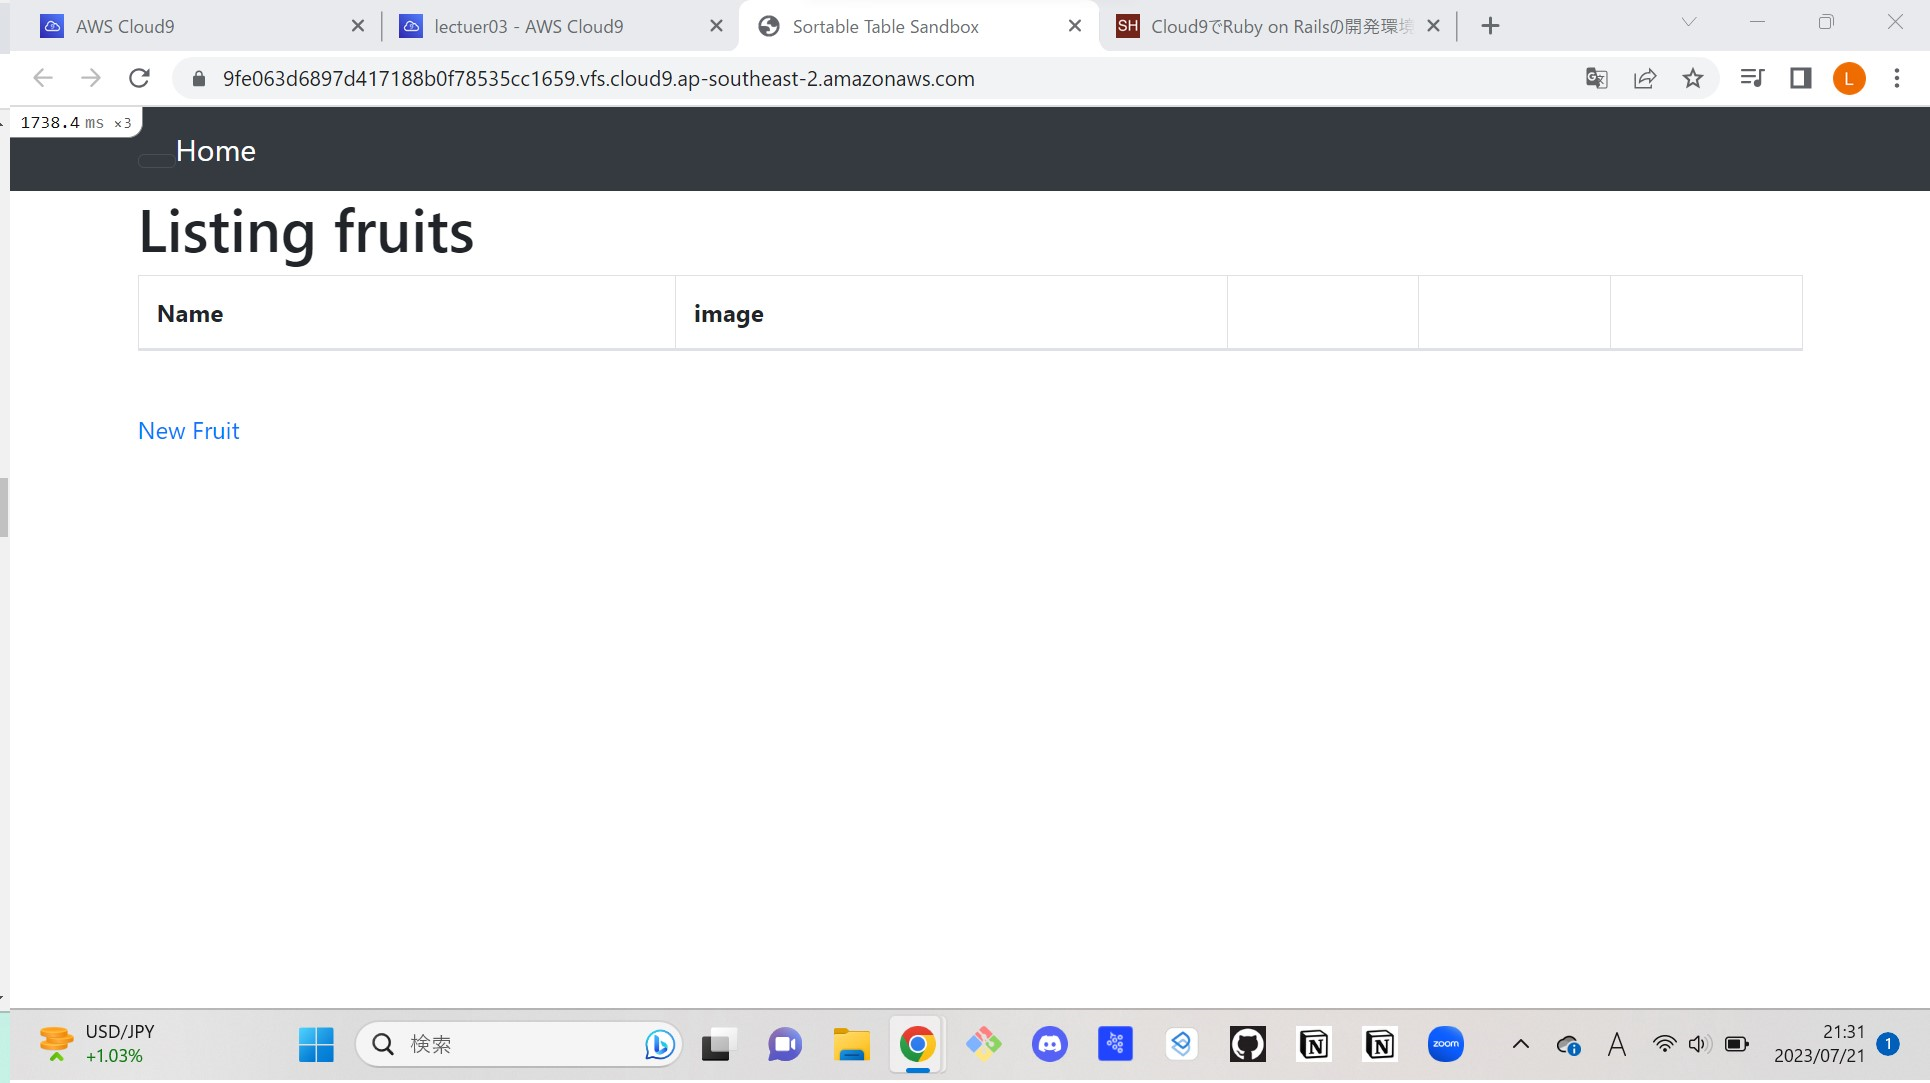 AWS Cloud9
lectuer03 - AWS Cloud9
Sortable Table Sandbox
SH Cloud9でRuby on Railsの開発環境
9fe063d6897d417188b0f78535cc1659.vfs.cloud9.ap-southeast-2.amazonaws.com
L
1738.4 ms ×3
Home
Listing fruits
Name image
New Fruit
USD/JPY
+1.03%
検索
zoom
A
21:31
2023/07/21
1